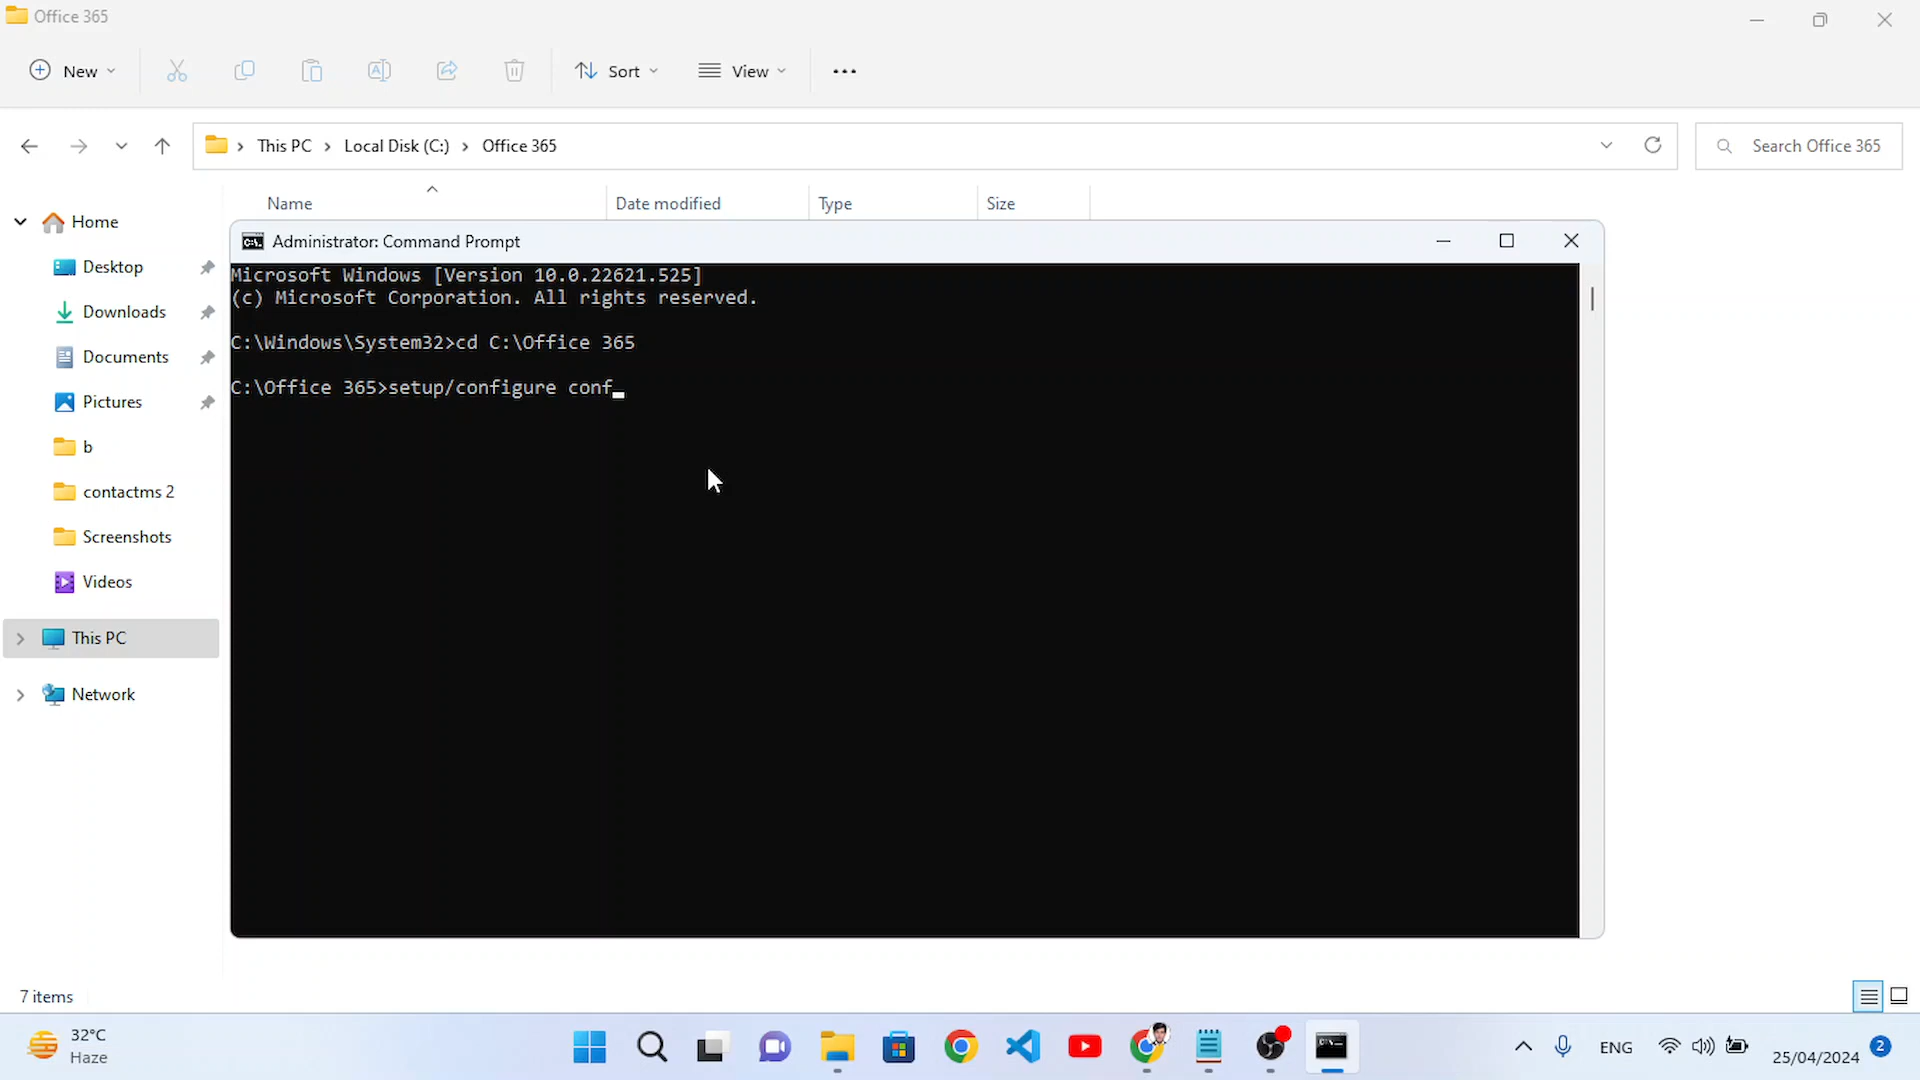 Office 365
New
Sort
View
This PC
Local Disk (C:)
Office 365
Search Office 365
Name
Date modified
Type
Size
Home
Desktop
Downloads
Documents
Pictures
b
contactms 2
Screenshots
Videos
This PC
Network
Administrator: Command Prompt
Microsoft Windows [Version 10.0.22621.525]
(c) Microsoft Corporation. All rights reserved.
C:\Windows\System32>cd C:\Office 365
C:\Office 365>setup/configure conf_
7 items
32°C
Haze
ENG
25/04/2024
2